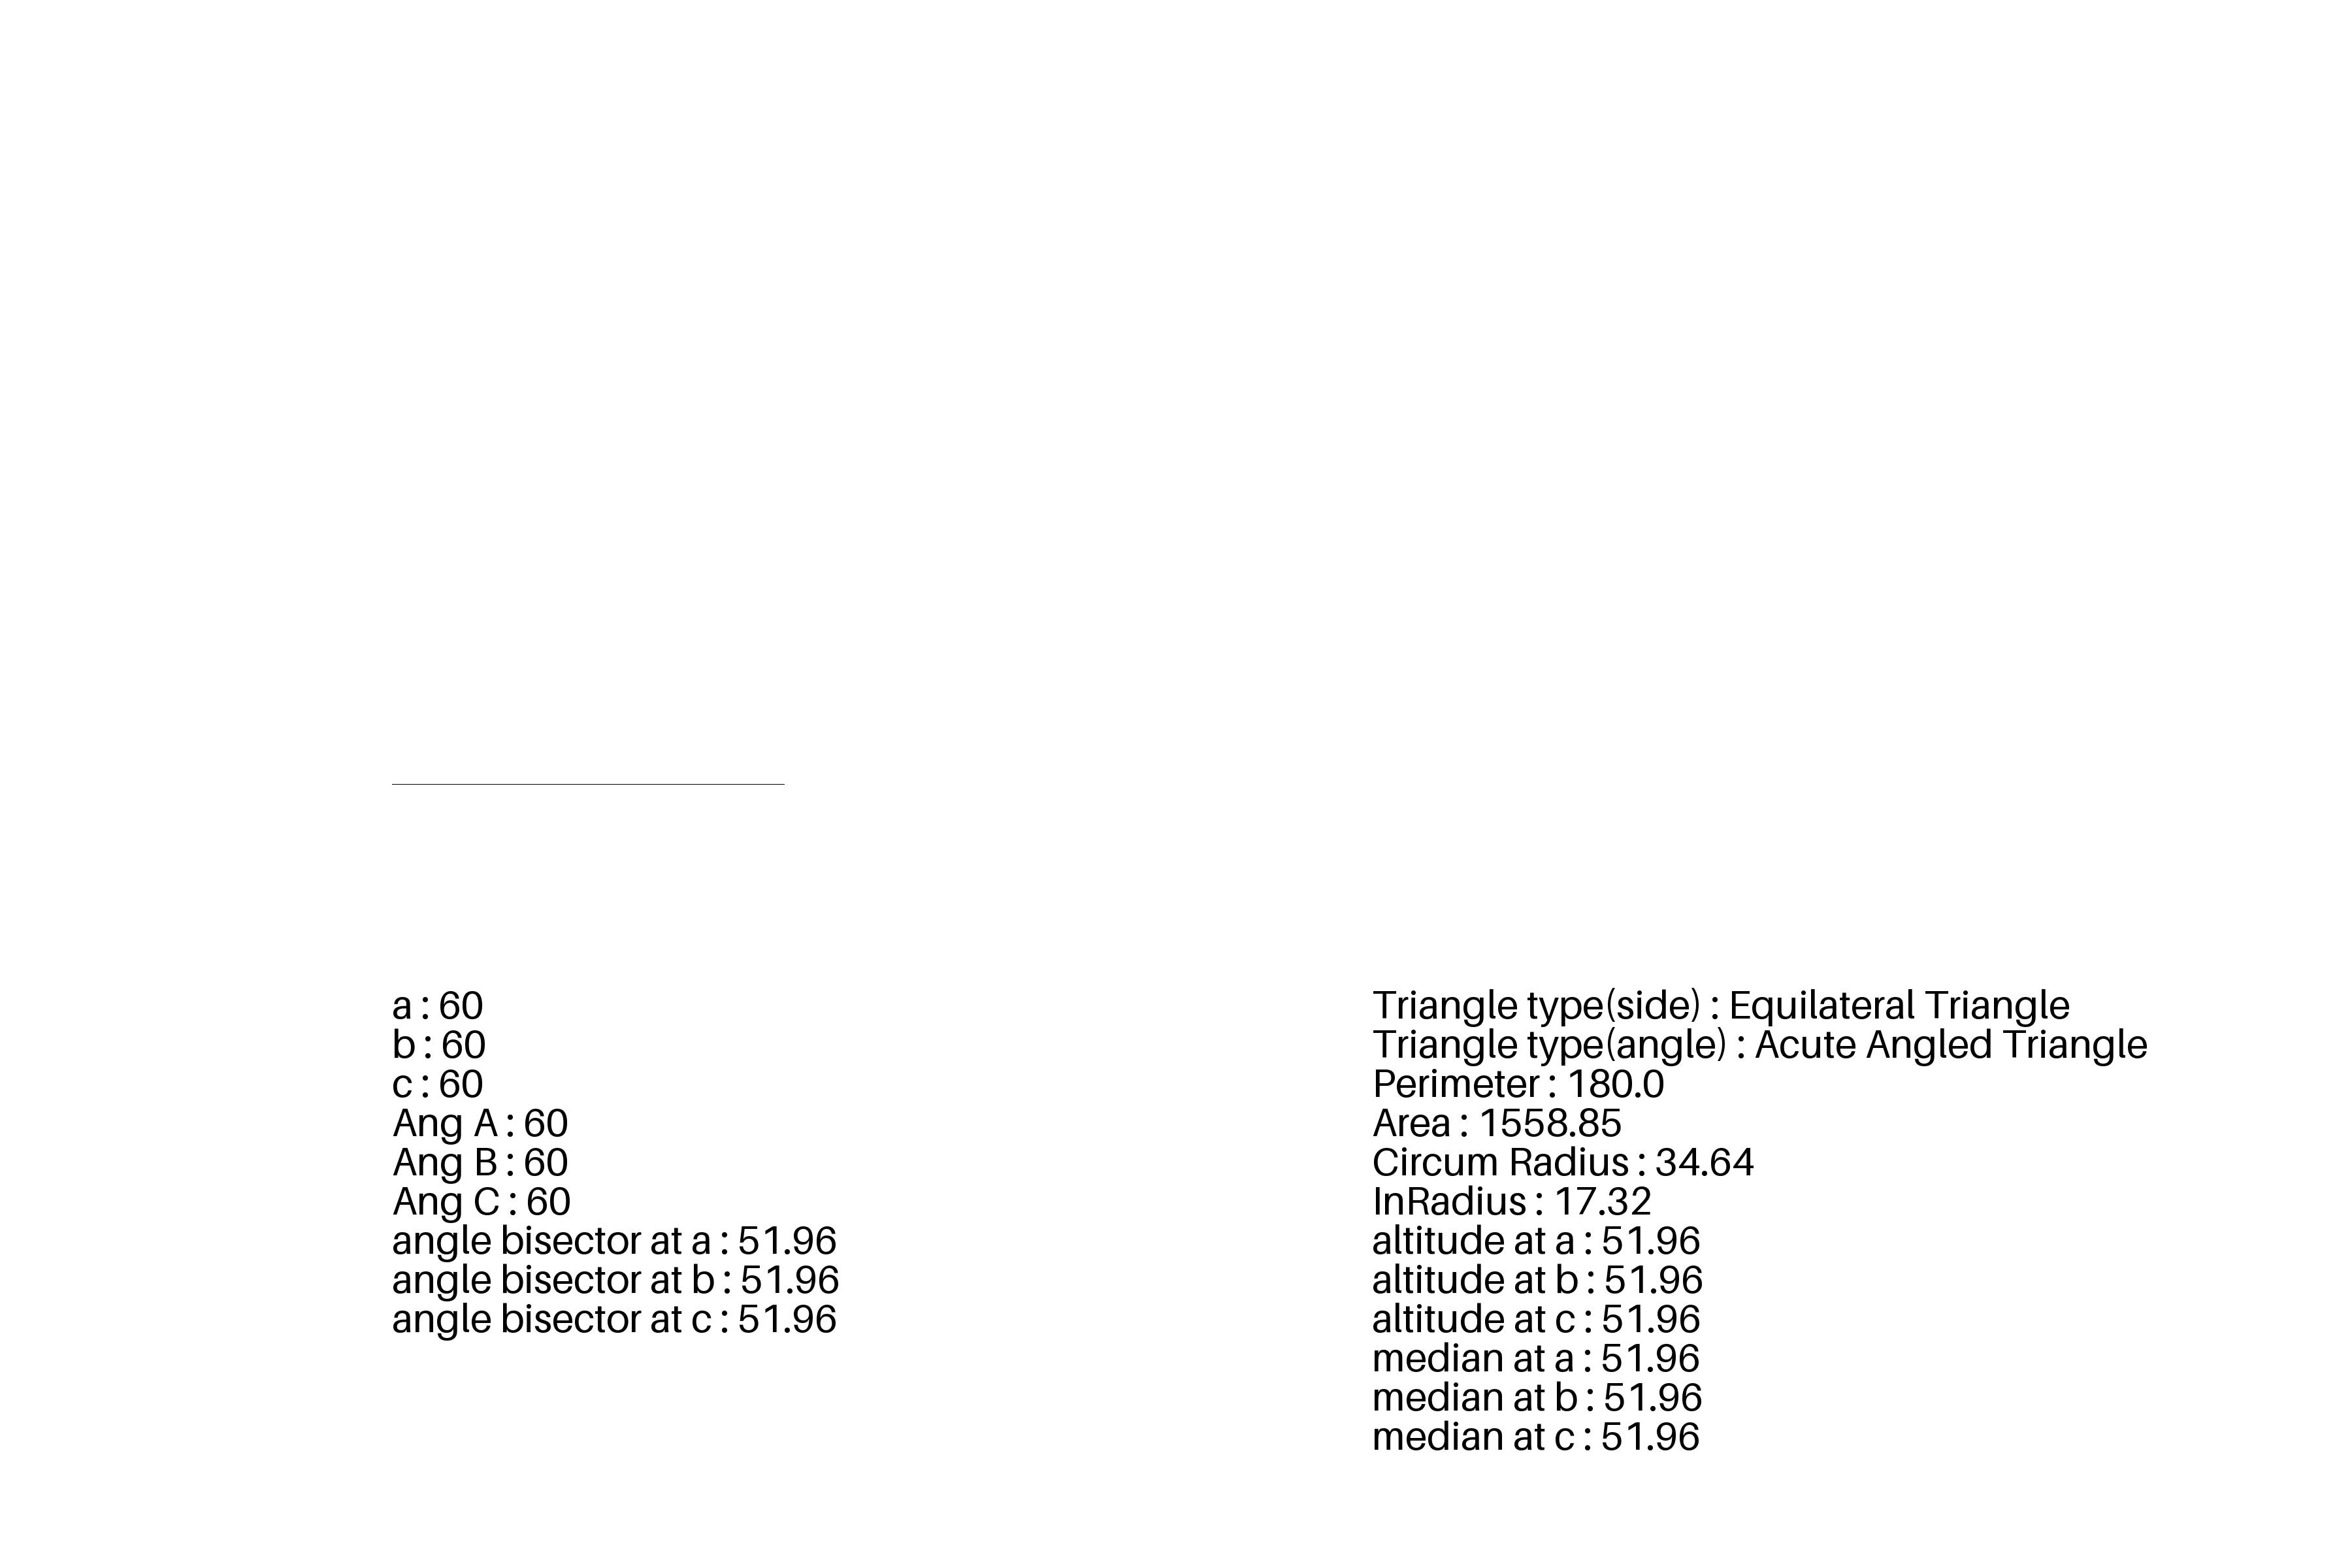 a : 60
b : 60
c : 60
Ang A : 60
Ang B : 60
Ang C : 60
angle bisector at a : 51.96
angle bisector at b : 51.96
angle bisector at c : 51.96
Triangle type(side) : Equilateral Triangle
Triangle type(angle) : Acute Angled Triangle
Perimeter : 180.0
Area : 1558.85
Circum Radius : 34.64
InRadius : 17.32
altitude at a : 51.96
altitude at b : 51.96
altitude at c : 51.96
median at a : 51.96
median at b : 51.96
median at c : 51.96